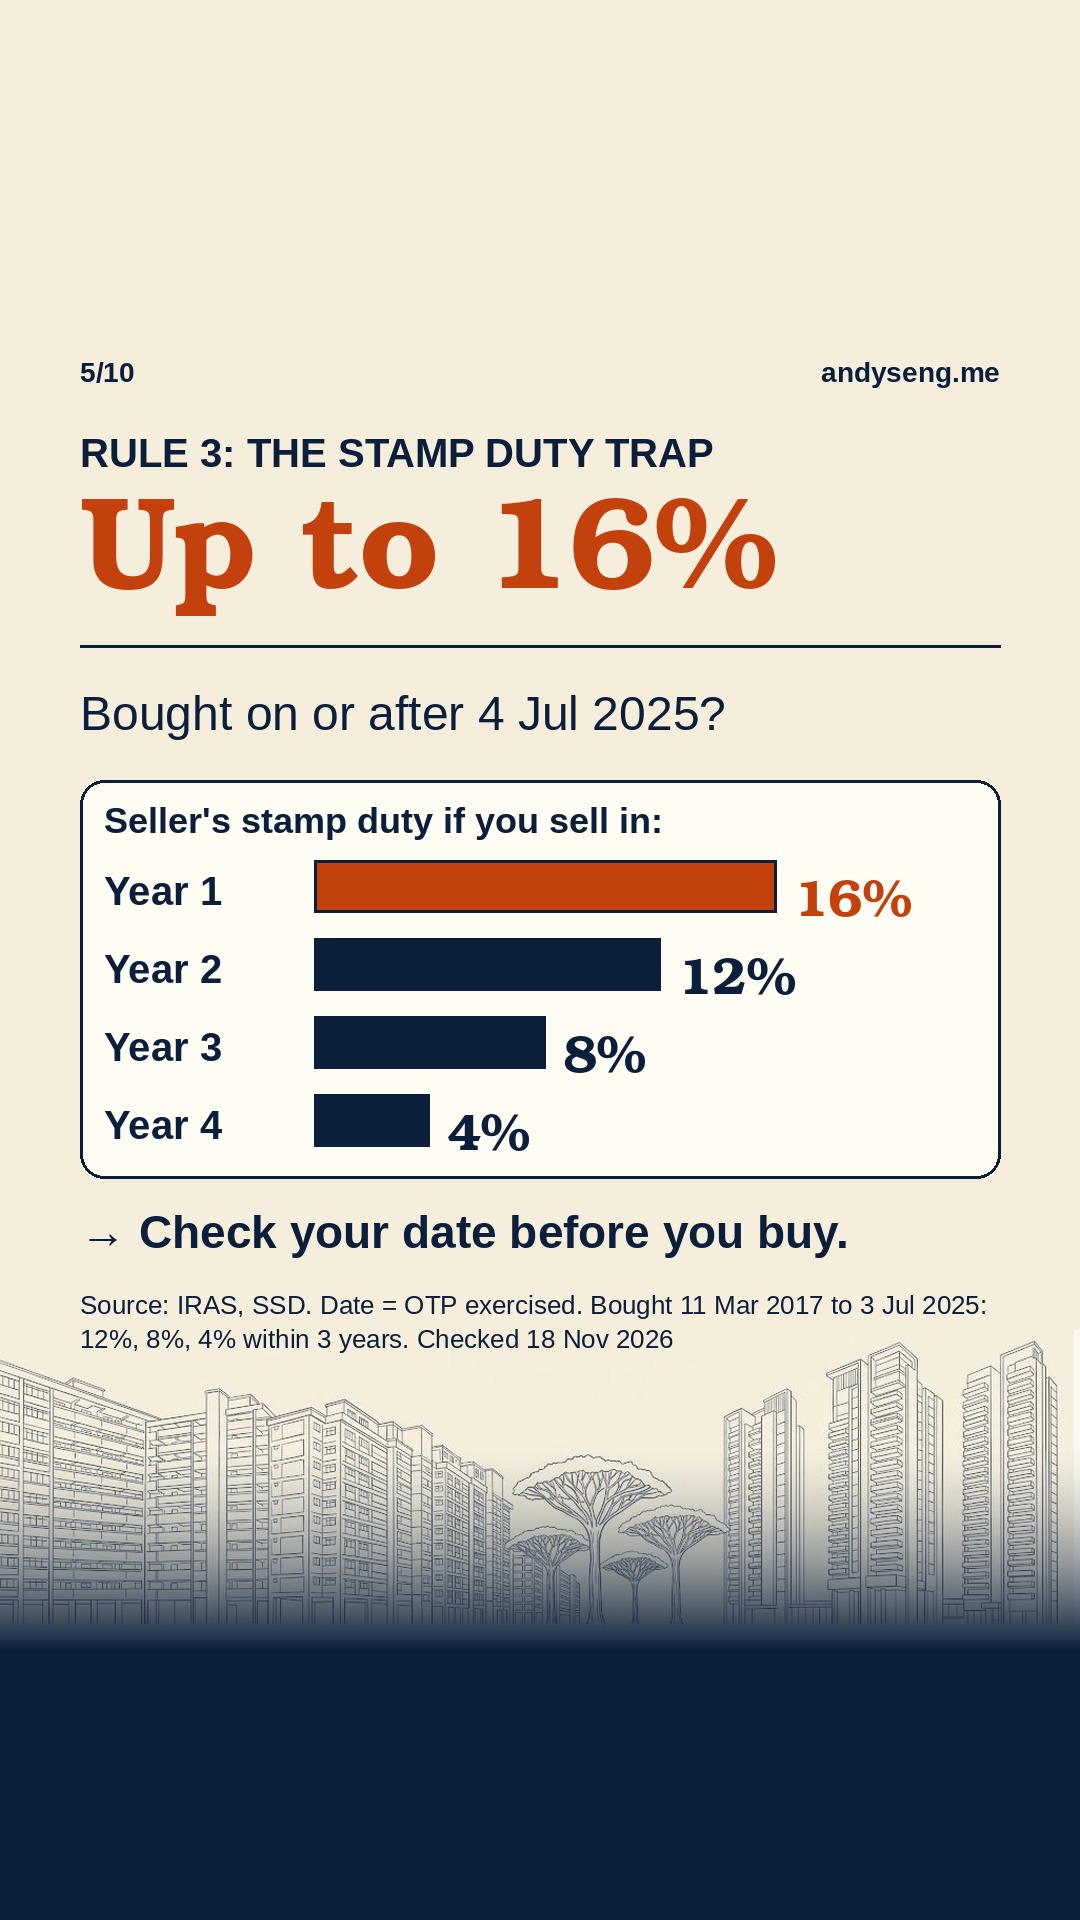 5/10
andyseng.me
RULE 3: THE STAMP DUTY TRAP
Up to 16%
Bought on or after 4 Jul 2025?
Seller's stamp duty if you sell in:
Year 1 16%
Year 2 12%
Year 3 8%
Year 4 4%
→ Check your date before you buy.
Source: IRAS, SSD. Date = OTP exercised. Bought 11 Mar 2017 to 3 Jul 2025:
12%, 8%, 4% within 3 years. Checked 18 Nov 2026